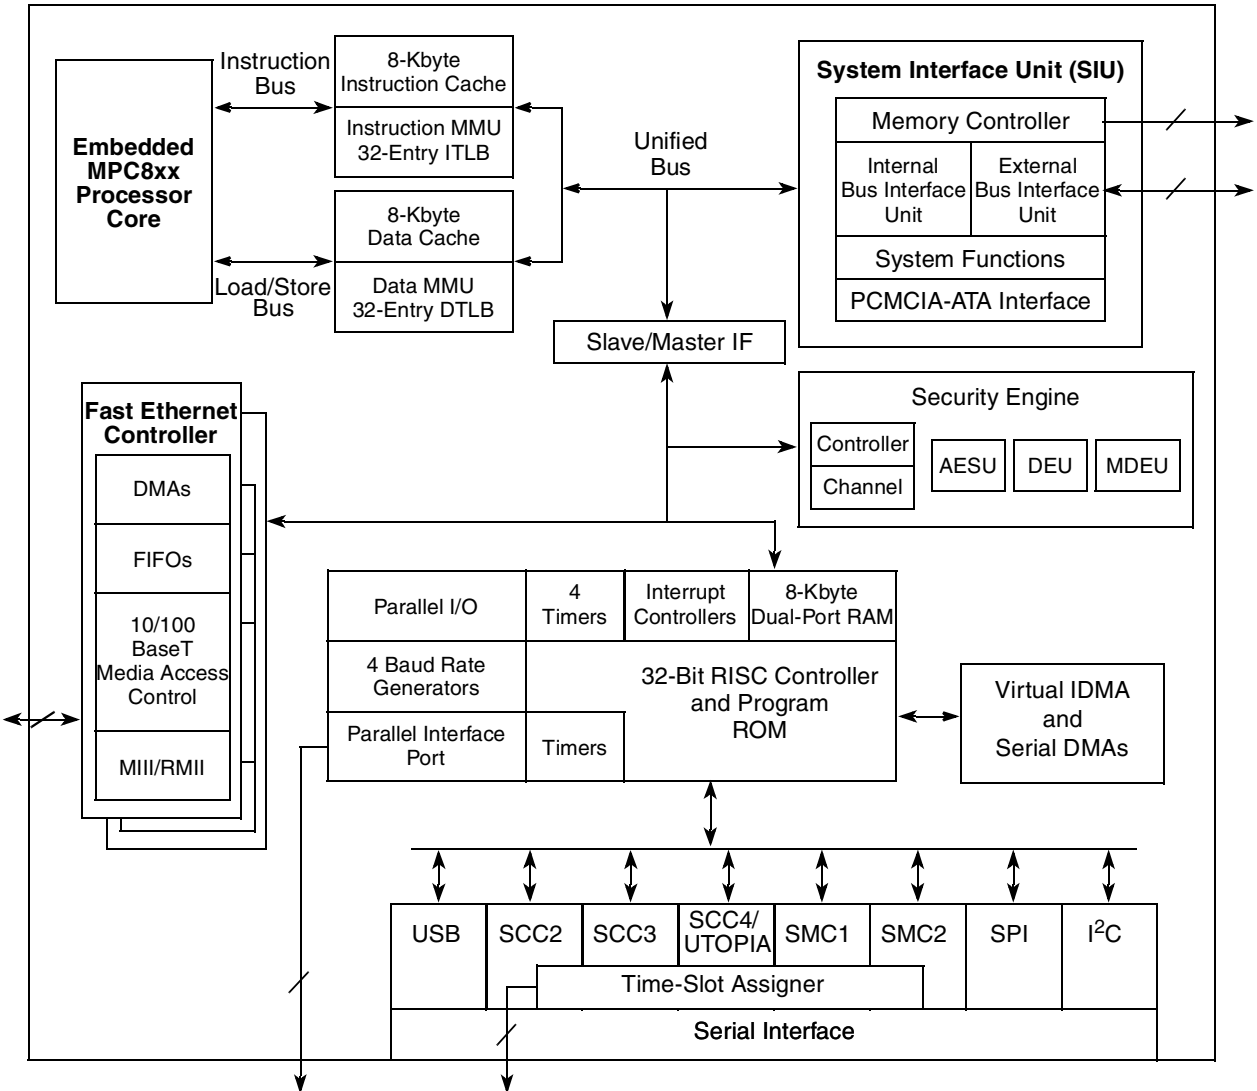 Embedded
MPC8xx
Processor
Core
Instruction
Bus
Load/Store
Bus
8-Kbyte
Instruction Cache
Instruction MMU
32-Entry ITLB
8-Kbyte
Data Cache
Data MMU
32-Entry DTLB
Unified
Bus
System Interface Unit (SIU)
Memory Controller
Internal
Bus Interface
Unit
External
Bus Interface
Unit
System Functions
PCMCIA-ATA Interface
Slave/Master IF
Security Engine
Controller
Channel
AESU
DEU
MDEU
Fast Ethernet
Controller
DMAs
FIFOs
10/100
BaseT
Media Access
Control
MIII/RMII
Parallel I/O
4
Timers
Interrupt
Controllers
8-Kbyte
Dual-Port RAM
4 Baud Rate
Generators
32-Bit RISC Controller
and Program
ROM
Parallel Interface
Port
Timers
Virtual IDMA
and
Serial DMAs
USB
SCC2
SCC3
SCC4/
UTOPIA
SMC1
SMC2
SPI
I²C
Time-Slot Assigner
Serial Interface